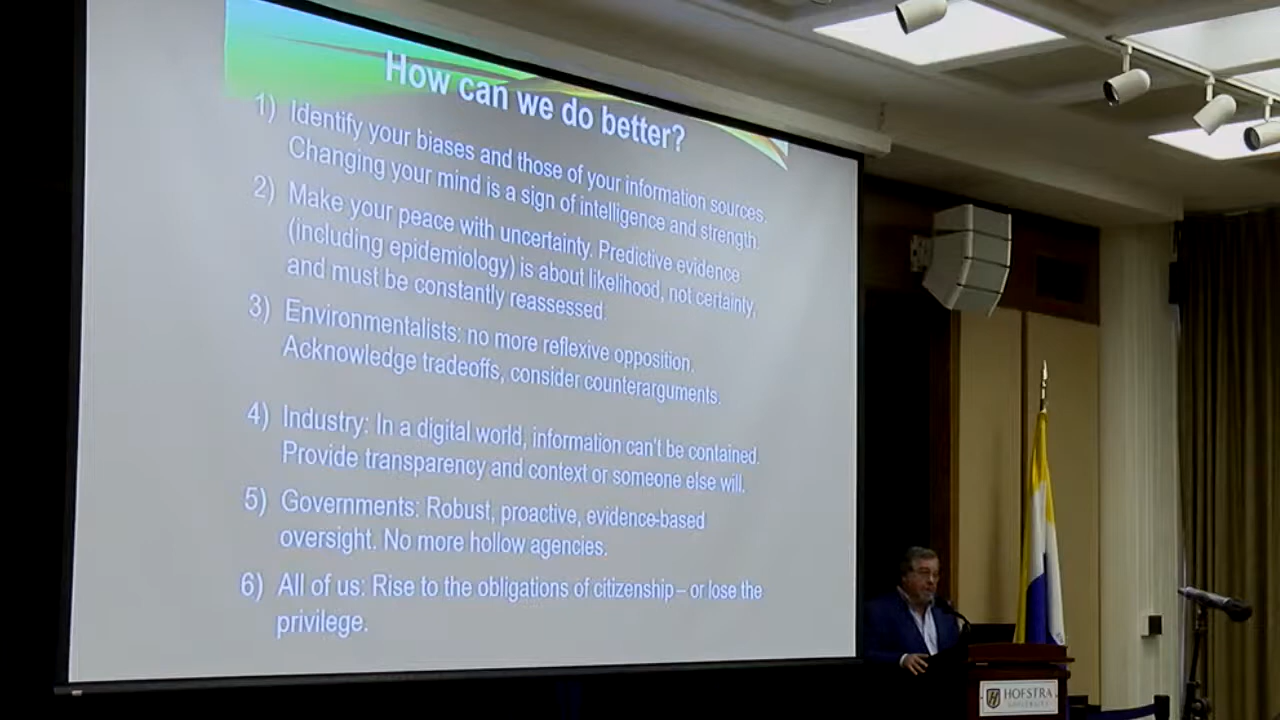 How can we do better?
1) Identify your biases and those of your information sources.
Changing your mind is a sign of intelligence and strength.
2) Make your peace with uncertainty. Predictive evidence
(including epidemiology) is about likelihood, not certainty,
and must be constantly reassessed.
3) Environmentalists: no more reflexive opposition.
Acknowledge tradeoffs, consider counterarguments.
4) Industry: In a digital world, information can't be contained.
Provide transparency and context or someone else will.
5) Governments: Robust, proactive, evidence-based
oversight. No more hollow agencies.
6) All of us: Rise to the obligations of citizenship – or lose the
privilege.
HOFSTRA
UNIVERSITY